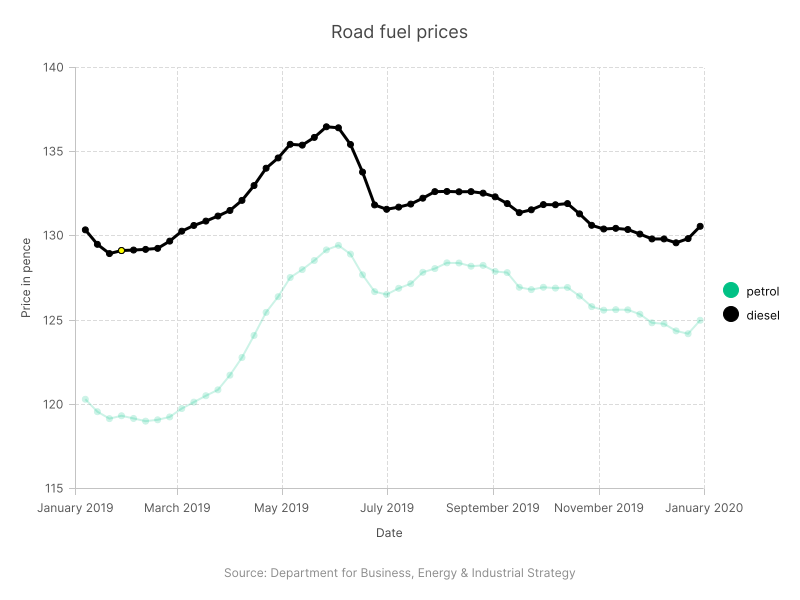 Road fuel prices
140
135
130
125
120
115
Price in pence
January 2019
March 2019
May 2019
July 2019
September 2019
November 2019
January 2020
Date
petrol
diesel
Source: Department for Business, Energy & Industrial Strategy